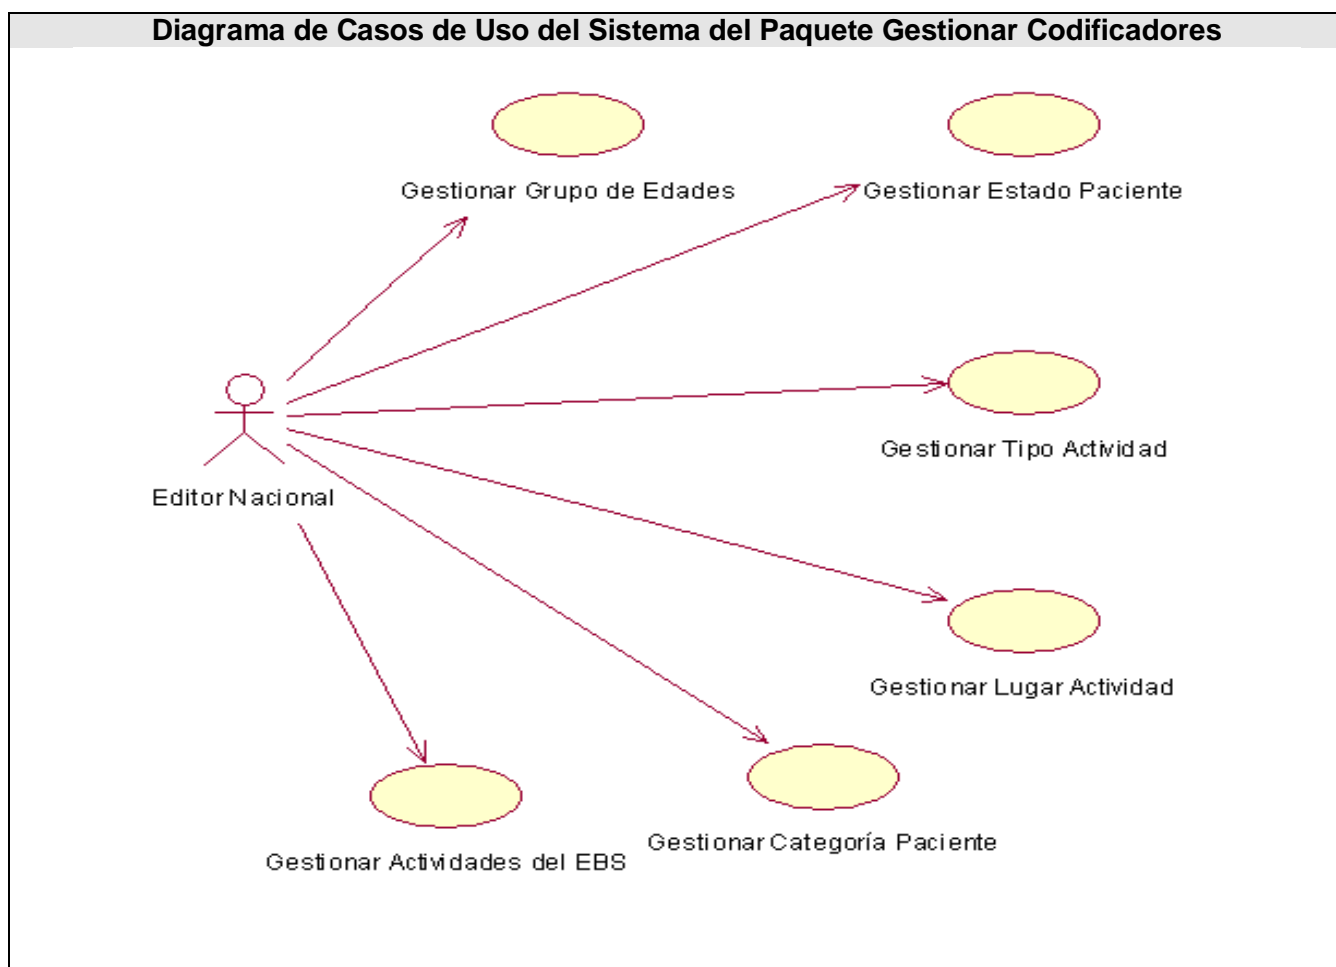 Diagrama de Casos de Uso del Sistema del Paquete Gestionar Codificadores
Gestionar Grupo de Edades
Gestionar Estado Paciente
Gestionar Tipo Actividad
Editor Nacional
Gestionar Lugar Actividad
Gestionar Categoría Paciente
Gestionar Actividades del EBS